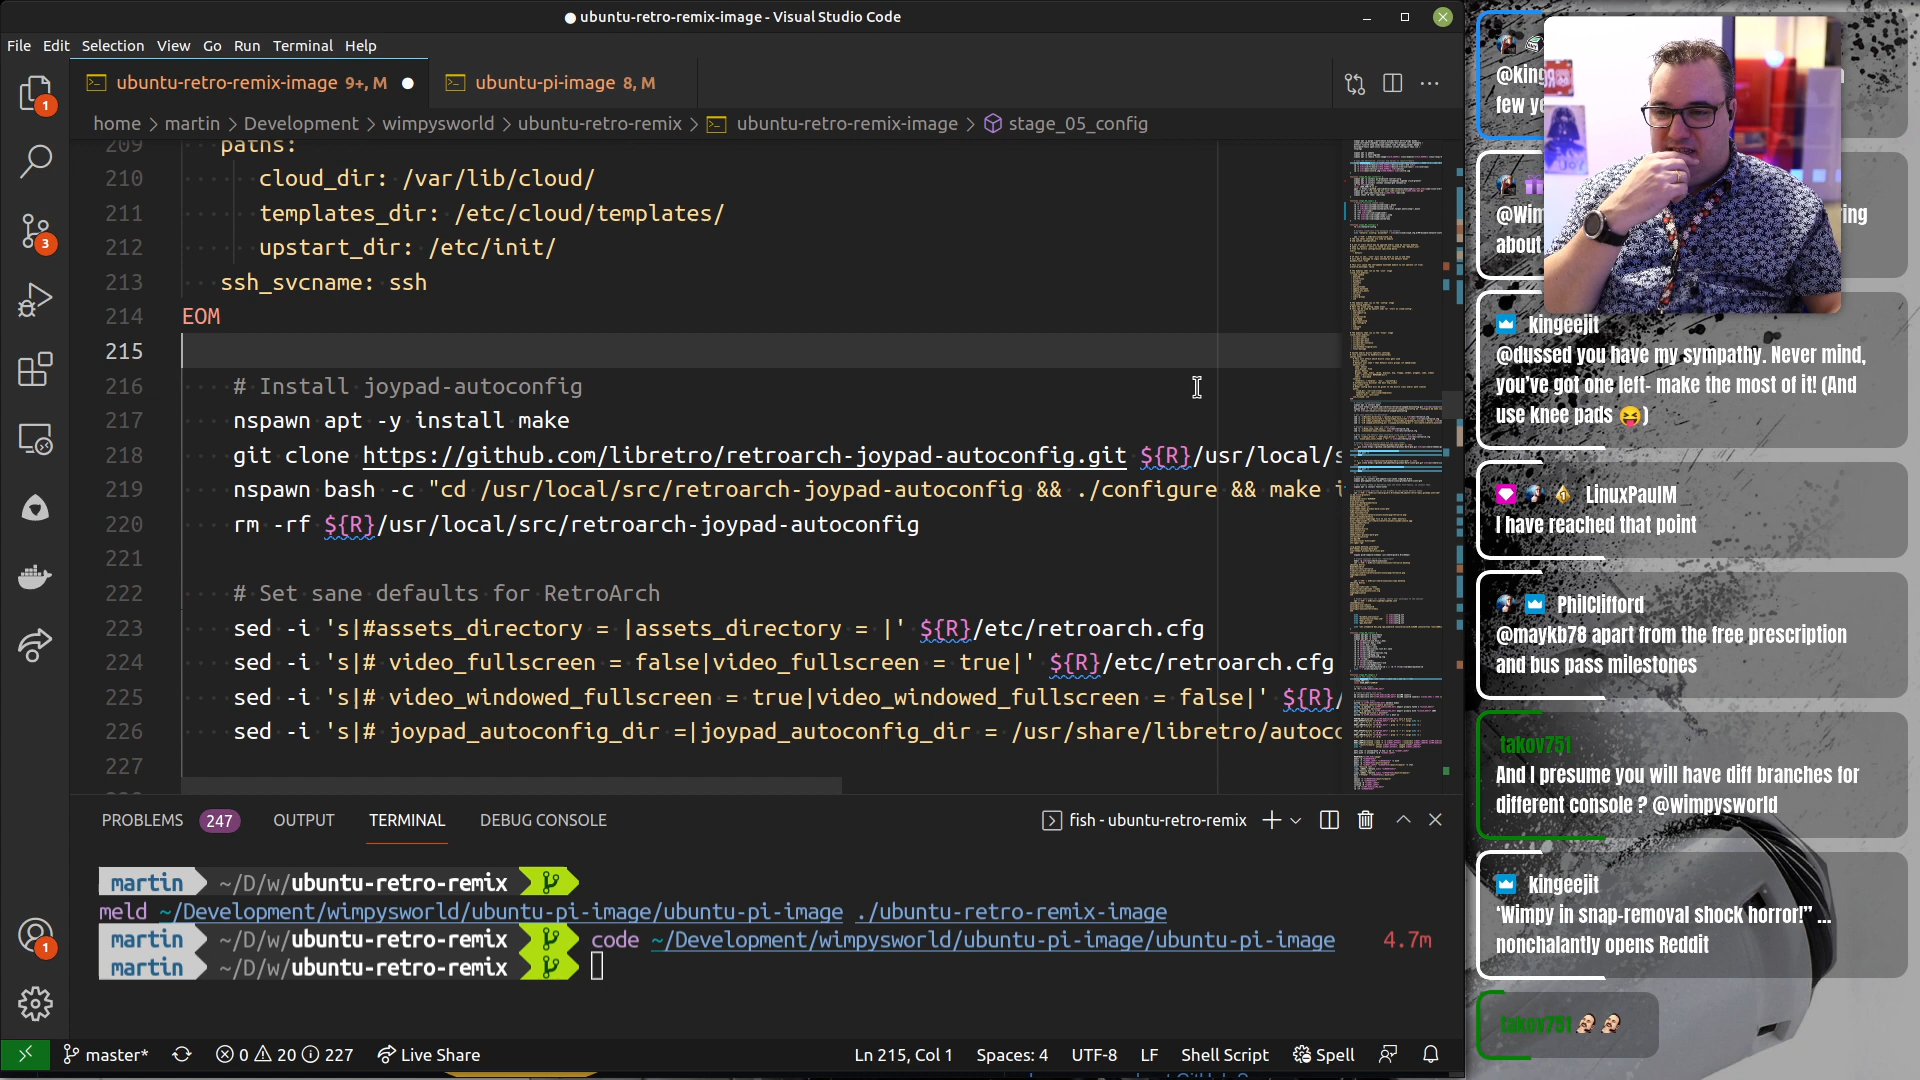 ubuntu-retro-remix-image - Visual Studio Code
File Edit Selection View Go Run Terminal Help
ubuntu-retro-remix-image 9+, M
ubuntu-pi-image 8, M
home > martin > Development > wimpysworld > ubuntu-retro-remix > ubuntu-retro-remix-image > stage_05_config
209 paths:
210 cloud_dir: /var/lib/cloud/
211 templates_dir: /etc/cloud/templates/
212 upstart_dir: /etc/init/
213 ssh_svcname: ssh
214 EOM
215
216 # Install joypad-autoconfig
217 nspawn apt -y install make
218 git clone https://github.com/libretro/retroarch-joypad-autoconfig.git ${R}/usr/local/s
219 nspawn bash -c "cd /usr/local/src/retroarch-joypad-autoconfig && ./configure && make i
220 rm -rf ${R}/usr/local/src/retroarch-joypad-autoconfig
221
222 # Set sane defaults for RetroArch
223 sed -i 's|#assets_directory = |assets_directory = |' ${R}/etc/retroarch.cfg
224 sed -i 's|# video_fullscreen = false|video_fullscreen = true|' ${R}/etc/retroarch.cfg
225 sed -i 's|# video_windowed_fullscreen = true|video_windowed_fullscreen = false|' ${R}/
226 sed -i 's|# joypad_autoconfig_dir =|joypad_autoconfig_dir = /usr/share/libretro/autoco
227
PROBLEMS 247 OUTPUT TERMINAL DEBUG CONSOLE
fish - ubuntu-retro-remix
martin ~/D/w/ubuntu-retro-remix
meld ~/Development/wimpysworld/ubuntu-pi-image/ubuntu-pi-image ./ubuntu-retro-remix-image
martin ~/D/w/ubuntu-retro-remix code ~/Development/wimpysworld/ubuntu-pi-image/ubuntu-pi-image 4.7m
martin ~/D/w/ubuntu-retro-remix
1
3
1
master* 0 20 227 Live Share
Ln 215, Col 1 Spaces: 4 UTF-8 LF Shell Script Spell
@king
few ye
@Wim
ing
about
kingeejit
@dussed you have my sympathy. Never mind,
you've got one left- make the most of it! (And
use knee pads 😝)
LinuxPaulM
I have reached that point
PhilClifford
@maykb78 apart from the free prescription
and bus pass milestones
takov751
And I presume you will have diff branches for
different console ? @wimpysworld
kingeejit
‘Wimpy in snap-removal shock horror!” ...
nonchalantly opens Reddit
takov751